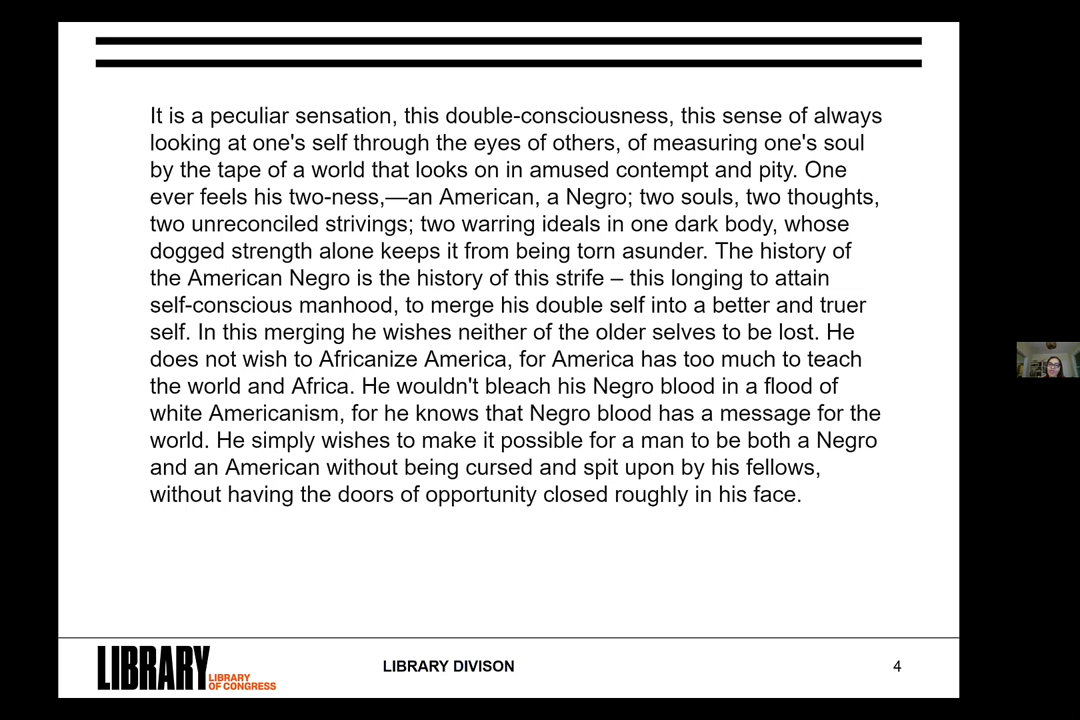 It is a peculiar sensation, this double-consciousness, this sense of always
looking at one's self through the eyes of others, of measuring one's soul
by the tape of a world that looks on in amused contempt and pity. One
ever feels his two-ness,—an American, a Negro; two souls, two thoughts,
two unreconciled strivings; two warring ideals in one dark body, whose
dogged strength alone keeps it from being torn asunder. The history of
the American Negro is the history of this strife – this longing to attain
self-conscious manhood, to merge his double self into a better and truer
self. In this merging he wishes neither of the older selves to be lost. He
does not wish to Africanize America, for America has too much to teach
the world and Africa. He wouldn't bleach his Negro blood in a flood of
white Americanism, for he knows that Negro blood has a message for the
world. He simply wishes to make it possible for a man to be both a Negro
and an American without being cursed and spit upon by his fellows,
without having the doors of opportunity closed roughly in his face.
LIBRARY
LIBRARY
OF CONGRESS
LIBRARY DIVISON
4